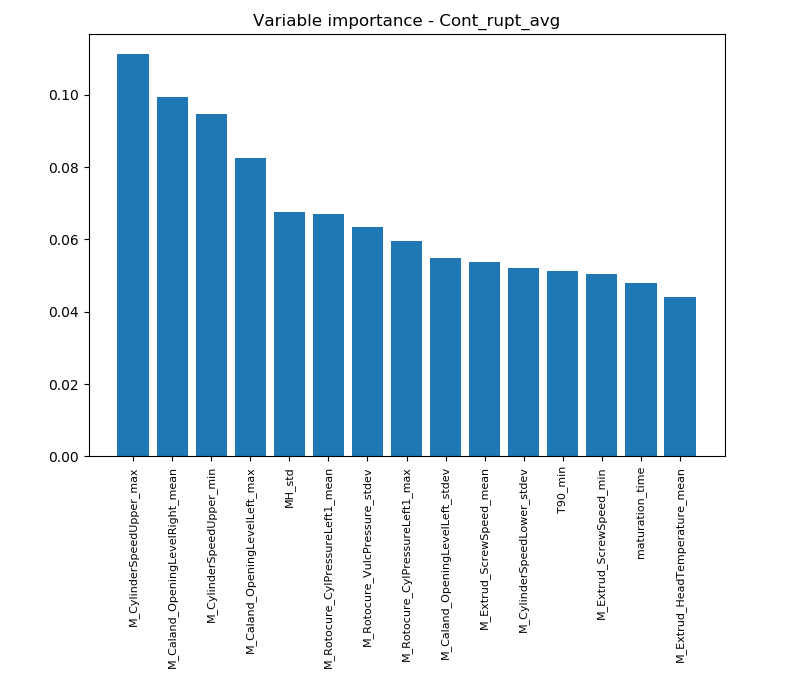 Variable importance - Cont_rupt_avg
0.10
0.08
0.06
0.04
0.02
0.00
M_CylinderSpeedUpper_max
M_Caland_OpeningLevelRight_mean
M_CylinderSpeedUpper_min
M_Caland_OpeningLevelLeft_max
MH_std
M_Rotocure_CylPressureLeft1_mean
M_Rotocure_VulcPressure_stdev
M_Rotocure_CylPressureLeft1_max
M_Caland_OpeningLevelLeft_stdev
M_Extrud_ScrewSpeed_mean
M_CylinderSpeedLower_stdev
T90_min
M_Extrud_ScrewSpeed_min
maturation_time
M_Extrud_HeadTemperature_mean